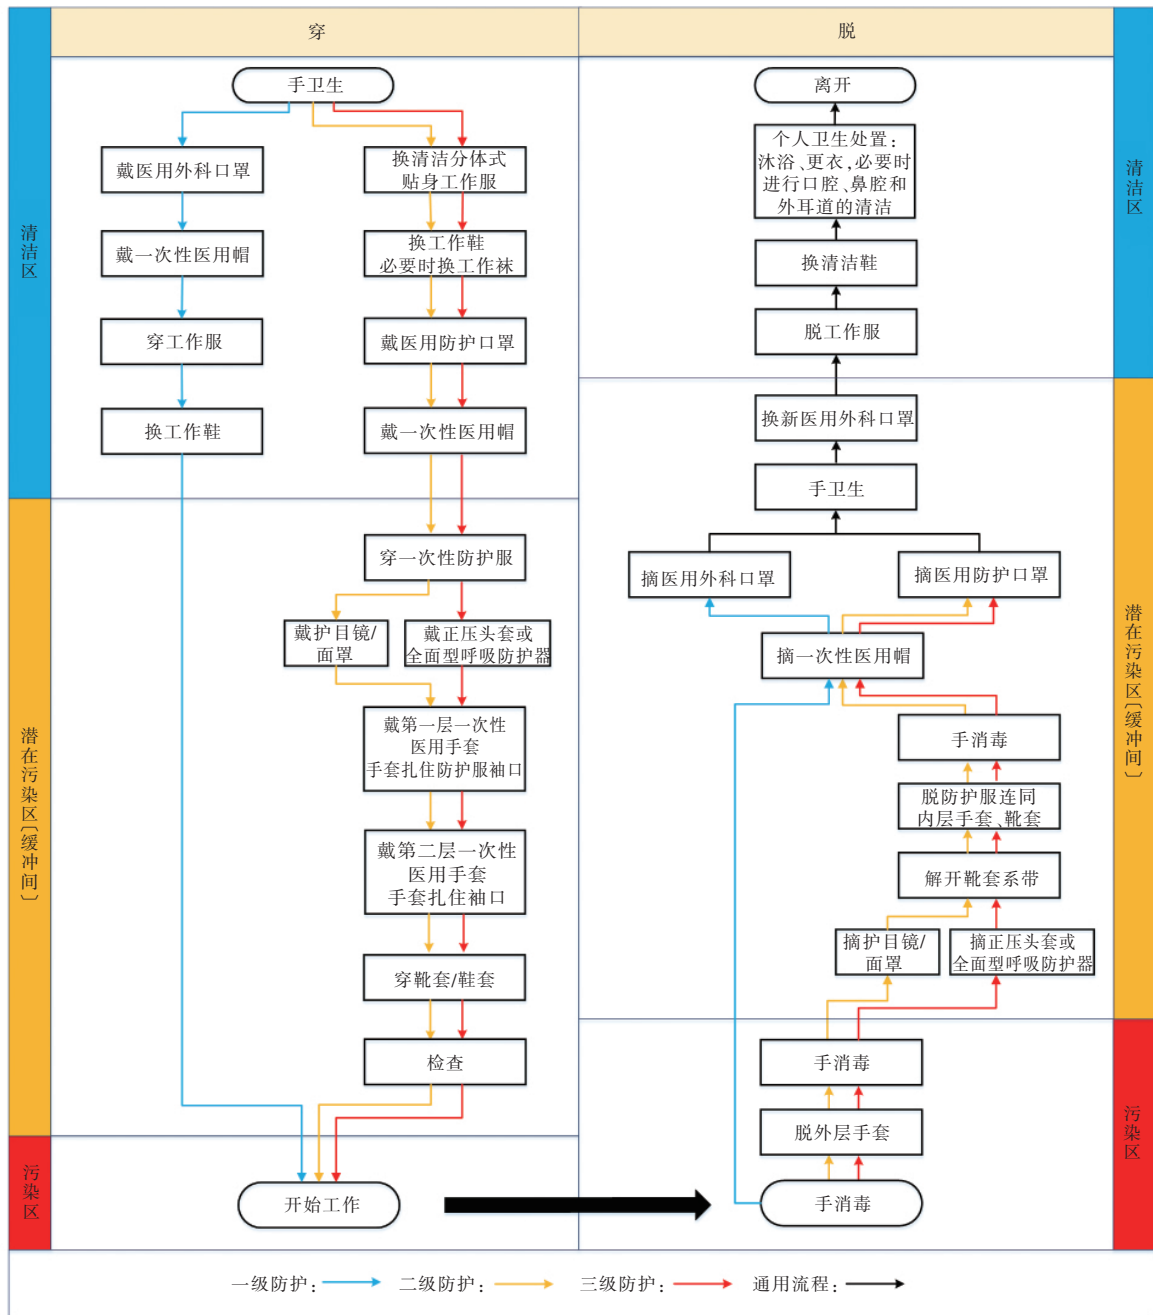 穿
脱
清洁区
潜在污染区〔缓冲间〕
污染区
手卫生
戴医用外科口罩
戴一次性医用帽
穿工作服
换工作鞋
换清洁分体式
贴身工作服
换工作鞋
必要时换工作袜
戴医用防护口罩
戴一次性医用帽
穿一次性防护服
戴护目镜/
面罩
戴正压头套或
全面型呼吸防护器
戴第一层一次性
医用手套
手套扎住防护服袖口
戴第二层一次性
医用手套
手套扎住袖口
穿靴套/鞋套
检查
开始工作
离开
个人卫生处置：
沐浴、更衣，必要时
进行口腔、鼻腔和
外耳道的清洁
换清洁鞋
脱工作服
换新医用外科口罩
手卫生
摘医用外科口罩
摘医用防护口罩
摘一次性医用帽
手消毒
脱防护服连同
内层手套、靴套
解开靴套系带
摘护目镜/
面罩
摘正压头套或
全面型呼吸防护器
手消毒
脱外层手套
手消毒
清洁区
潜在污染区〔缓冲间〕
污染区
一级防护： 二级防护： 三级防护： 通用流程：